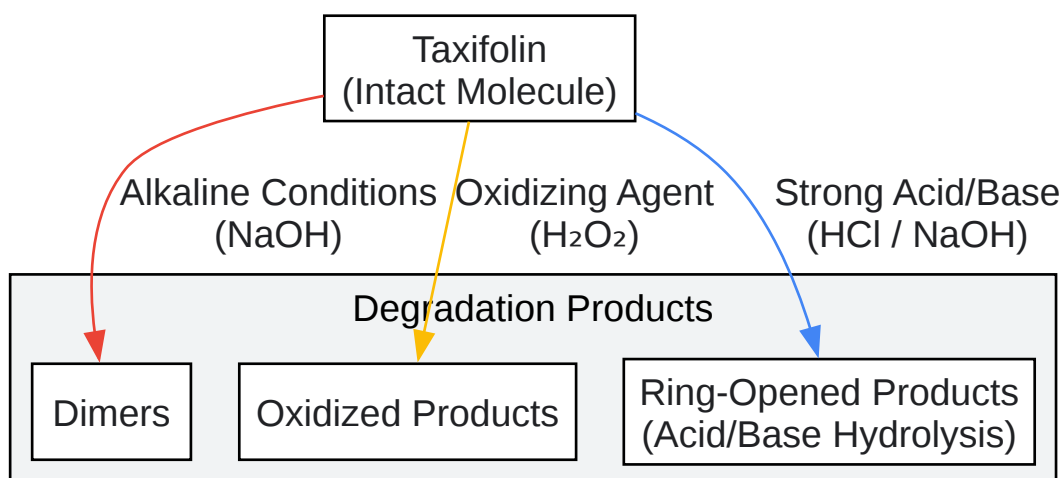 Taxifolin
(Intact Molecule)
Alkaline Conditions
(NaOH)
Oxidizing Agent
(H₂O₂)
Strong Acid/Base
(HCl / NaOH)
Degradation Products
Dimers
Oxidized Products
Ring-Opened Products
(Acid/Base Hydrolysis)